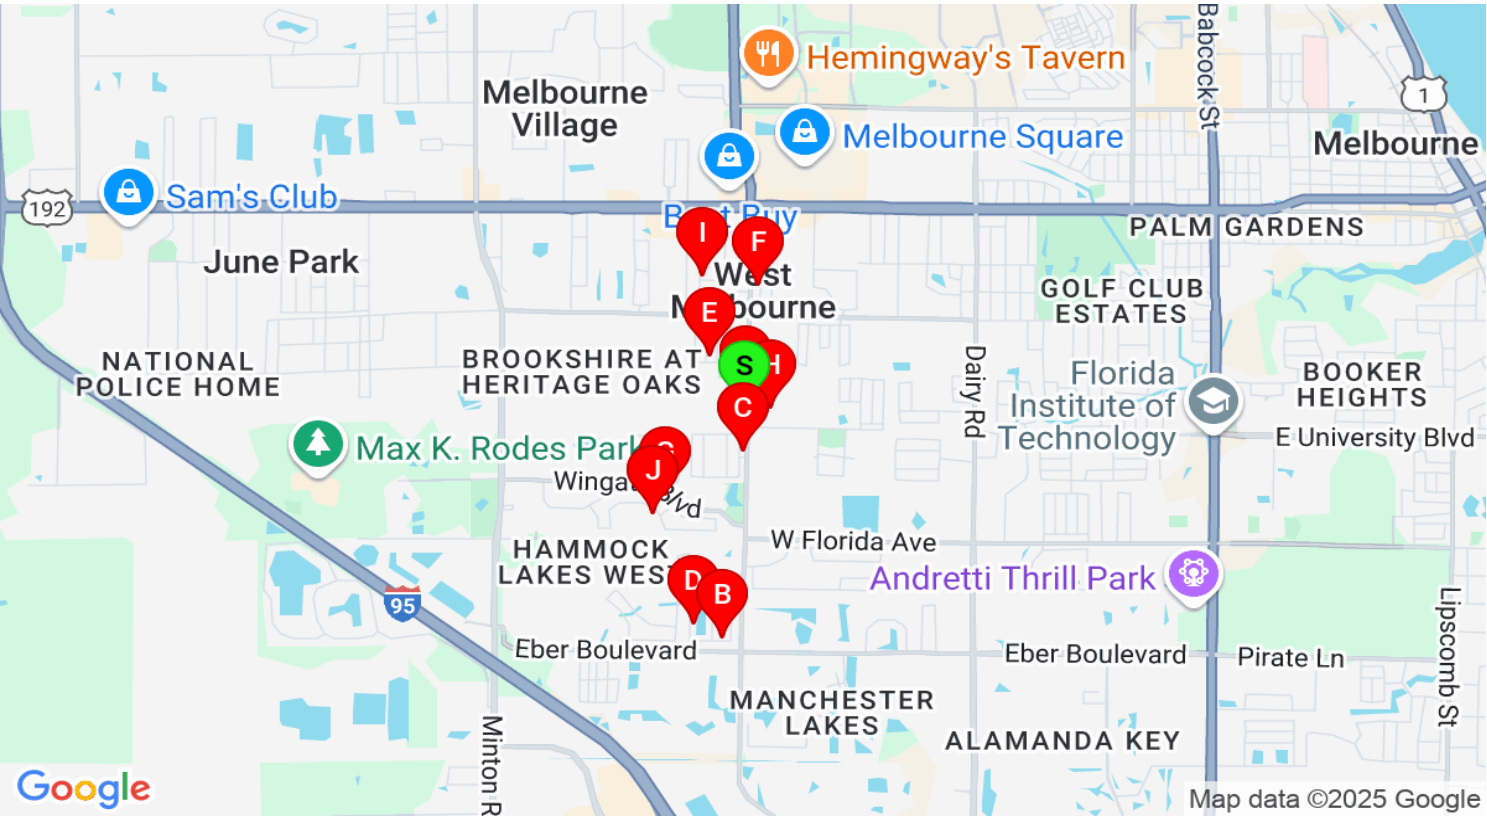 Babcock St
1
Hemingway's Tavern
Melbourne
Village
Melbourne Square
Melbourne
Sam's Club
192
PALM GARDENS
I
F
June Park
West
GOLF CLUB
ESTATES
E
NATIONAL
POLICE HOME
BROOKSHIRE AT
HERITAGE OAKS
S
H
Dairy Rd
Florida
Institute of
Technology
BOOKER
HEIGHTS
C
E University Blvd
Max K. Rodes Park
J
Blvd
W Florida Ave
HAMMOCK
LAKES WEST
D
B
Andretti Thrill Park
95
Eber Boulevard
Eber Boulevard
Pirate Ln
Lipscomb St
MANCHESTER
LAKES
ALAMANDA KEY
Minton R
Google
Map data ©2025 Google